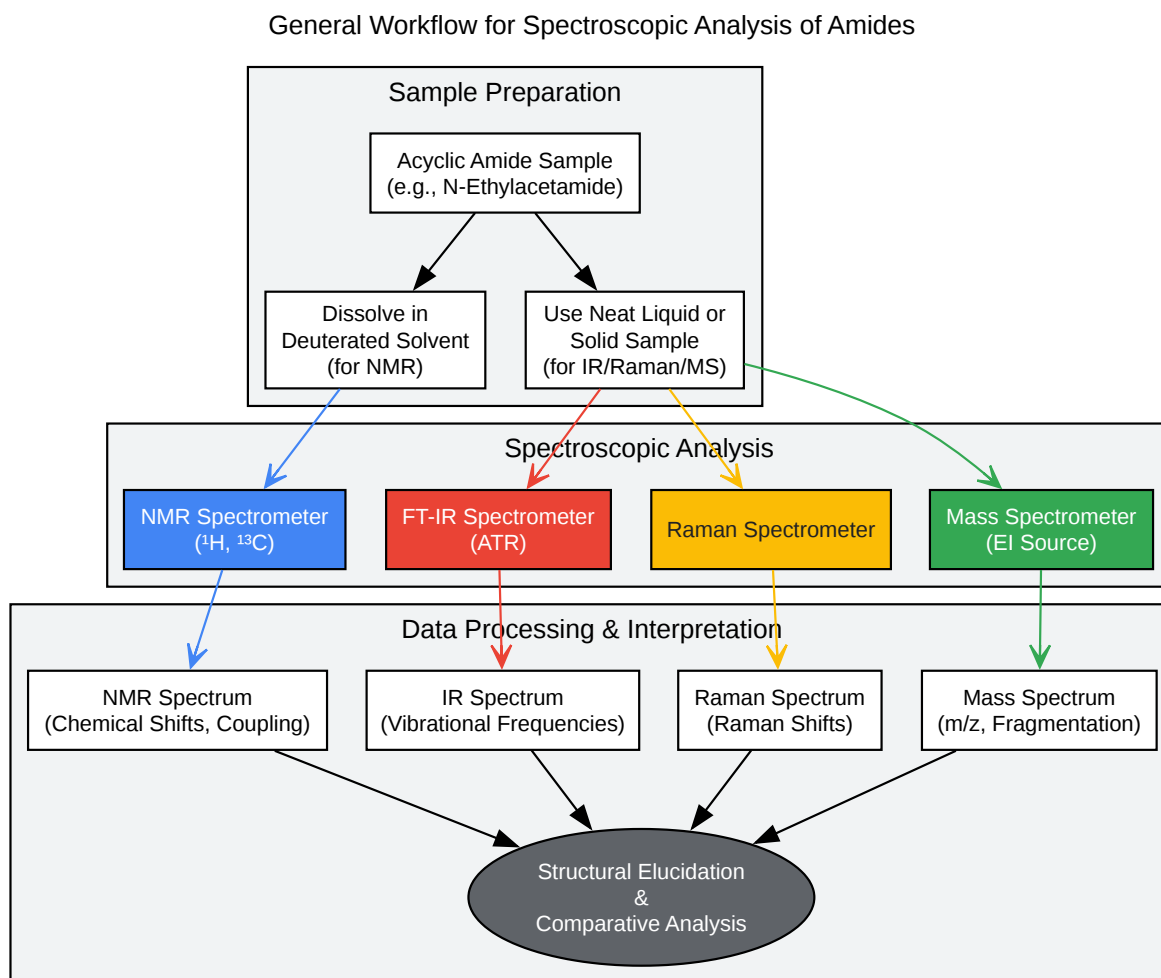 General Workflow for Spectroscopic Analysis of Amides
Sample Preparation
Acyclic Amide Sample
(e.g., N-Ethylacetamide)
Dissolve in
Deuterated Solvent
(for NMR)
Use Neat Liquid or
Solid Sample
(for IR/Raman/MS)
Spectroscopic Analysis
NMR Spectrometer
(¹H, ¹³C)
FT-IR Spectrometer
(ATR)
Raman Spectrometer
Mass Spectrometer
(EI Source)
Data Processing & Interpretation
NMR Spectrum
(Chemical Shifts, Coupling)
IR Spectrum
(Vibrational Frequencies)
Raman Spectrum
(Raman Shifts)
Mass Spectrum
(m/z, Fragmentation)
Structural Elucidation
&
Comparative Analysis